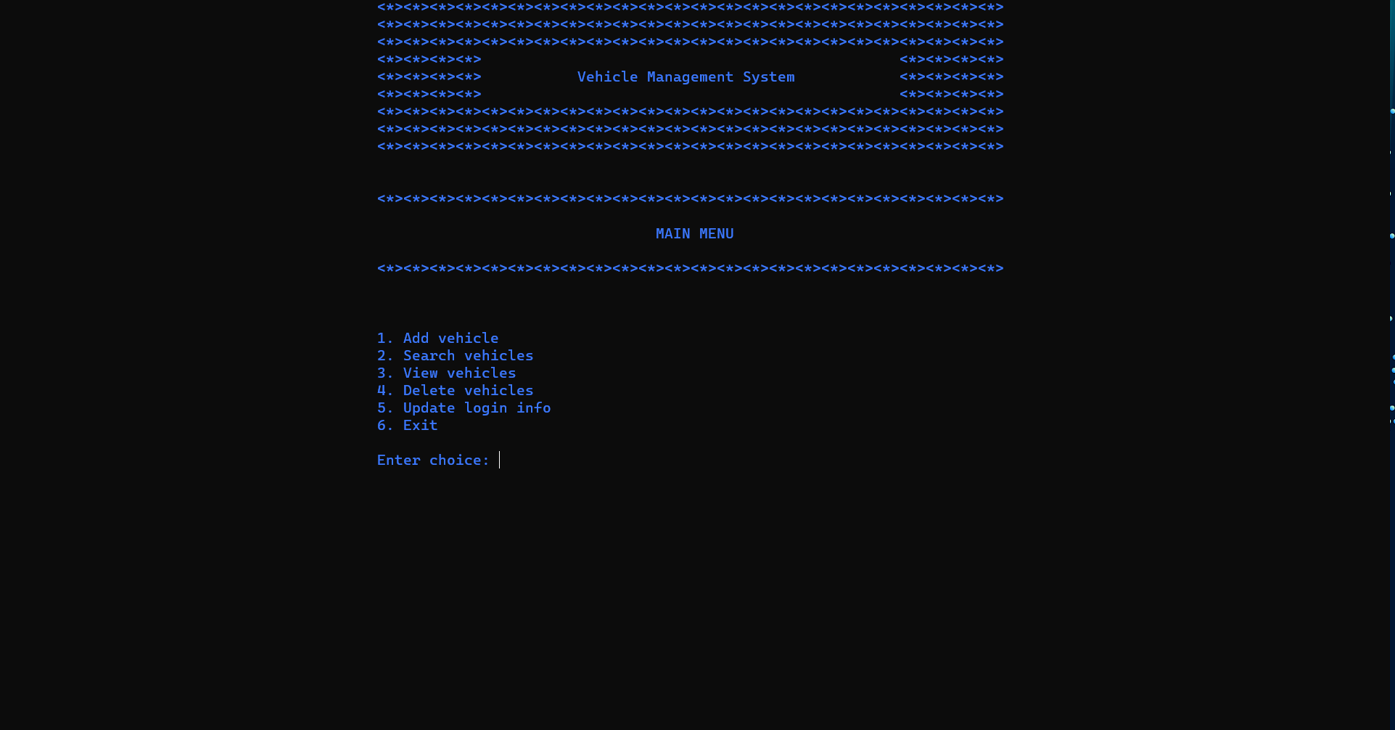 <*><*><*><*><*><*><*><*><*><*><*><*><*><*><*><*><*><*><*><*><*><*><*><*>
<*><*><*><*><*><*><*><*><*><*><*><*><*><*><*><*><*><*><*><*><*><*><*><*>
<*><*><*><*><*><*><*><*><*><*><*><*><*><*><*><*><*><*><*><*><*><*><*><*>
<*><*><*><*>                                                <*><*><*><*>
<*><*><*><*>           Vehicle Management System            <*><*><*><*>
<*><*><*><*>                                                <*><*><*><*>
<*><*><*><*><*><*><*><*><*><*><*><*><*><*><*><*><*><*><*><*><*><*><*><*>
<*><*><*><*><*><*><*><*><*><*><*><*><*><*><*><*><*><*><*><*><*><*><*><*>
<*><*><*><*><*><*><*><*><*><*><*><*><*><*><*><*><*><*><*><*><*><*><*><*>
<*><*><*><*><*><*><*><*><*><*><*><*><*><*><*><*><*><*><*><*><*><*><*><*>
MAIN MENU
<*><*><*><*><*><*><*><*><*><*><*><*><*><*><*><*><*><*><*><*><*><*><*><*>
1. Add vehicle
2. Search vehicles
3. View vehicles
4. Delete vehicles
5. Update login info
6. Exit
Enter choice: